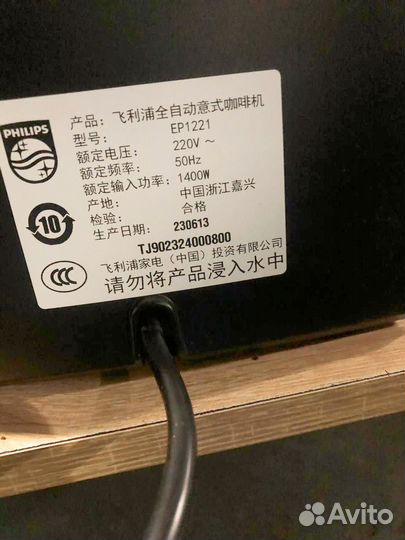 PHILIPS
产品： 飞利浦全自动意式咖啡机
型号： EP1221
额定电压： 220V ～
额定频率： 50Hz
额定输入功率： 1400W
产地： 中国浙江嘉兴
检验： 合格
生产日期： 230613
TJ902324000800
飞利浦家电（中国）投资有限公司
请勿将产品浸入水中
10
CCC
Avito